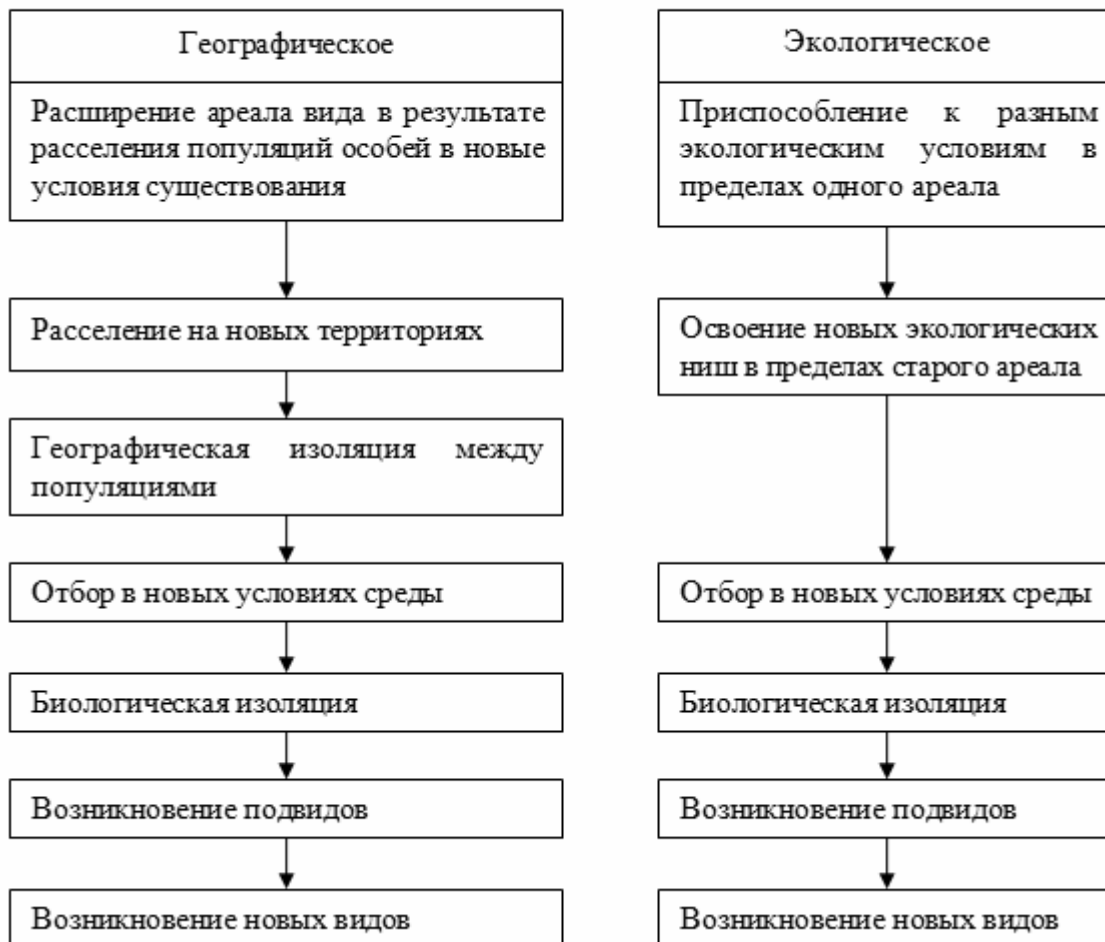 Географическое
Расширение ареала вида в результате
расселения популяций особей в новые
условия существования
Расселение на новых территориях
Географическая изоляция между
популяциями
Отбор в новых условиях среды
Биологическая изоляция
Возникновение подвидов
Возникновение новых видов
Экологическое
Приспособление к разным
экологическим условиям в
пределах одного ареала
Освоение новых экологических
ниш в пределах старого ареала
Отбор в новых условиях среды
Биологическая изоляция
Возникновение подвидов
Возникновение новых видов